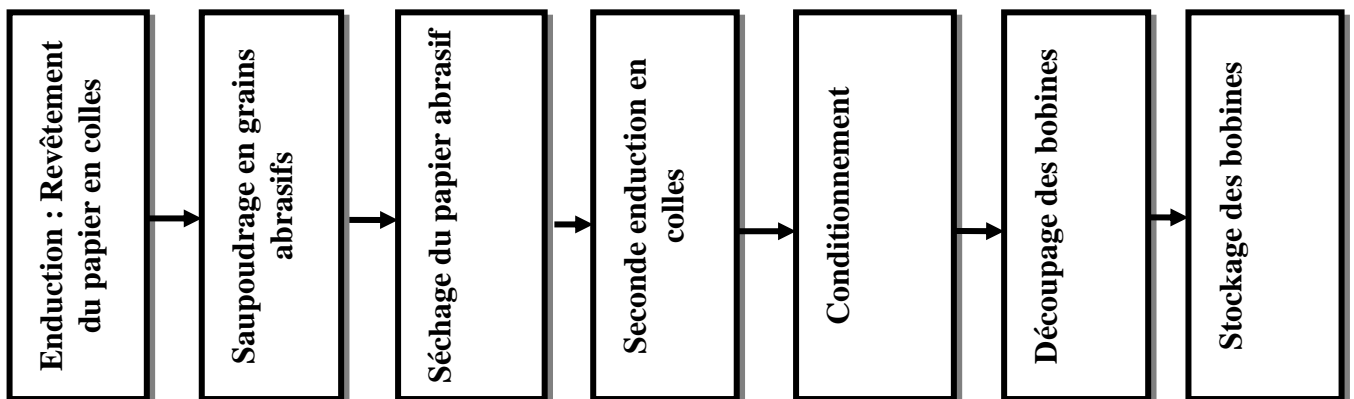 Enduction : Revêtement
du papier en colles
Saupoudrage en grains
abrasifs
Séchage du papier abrasif
Seconde enduction en
colles
Conditionnement
Découpage des bobines
Stockage des bobines